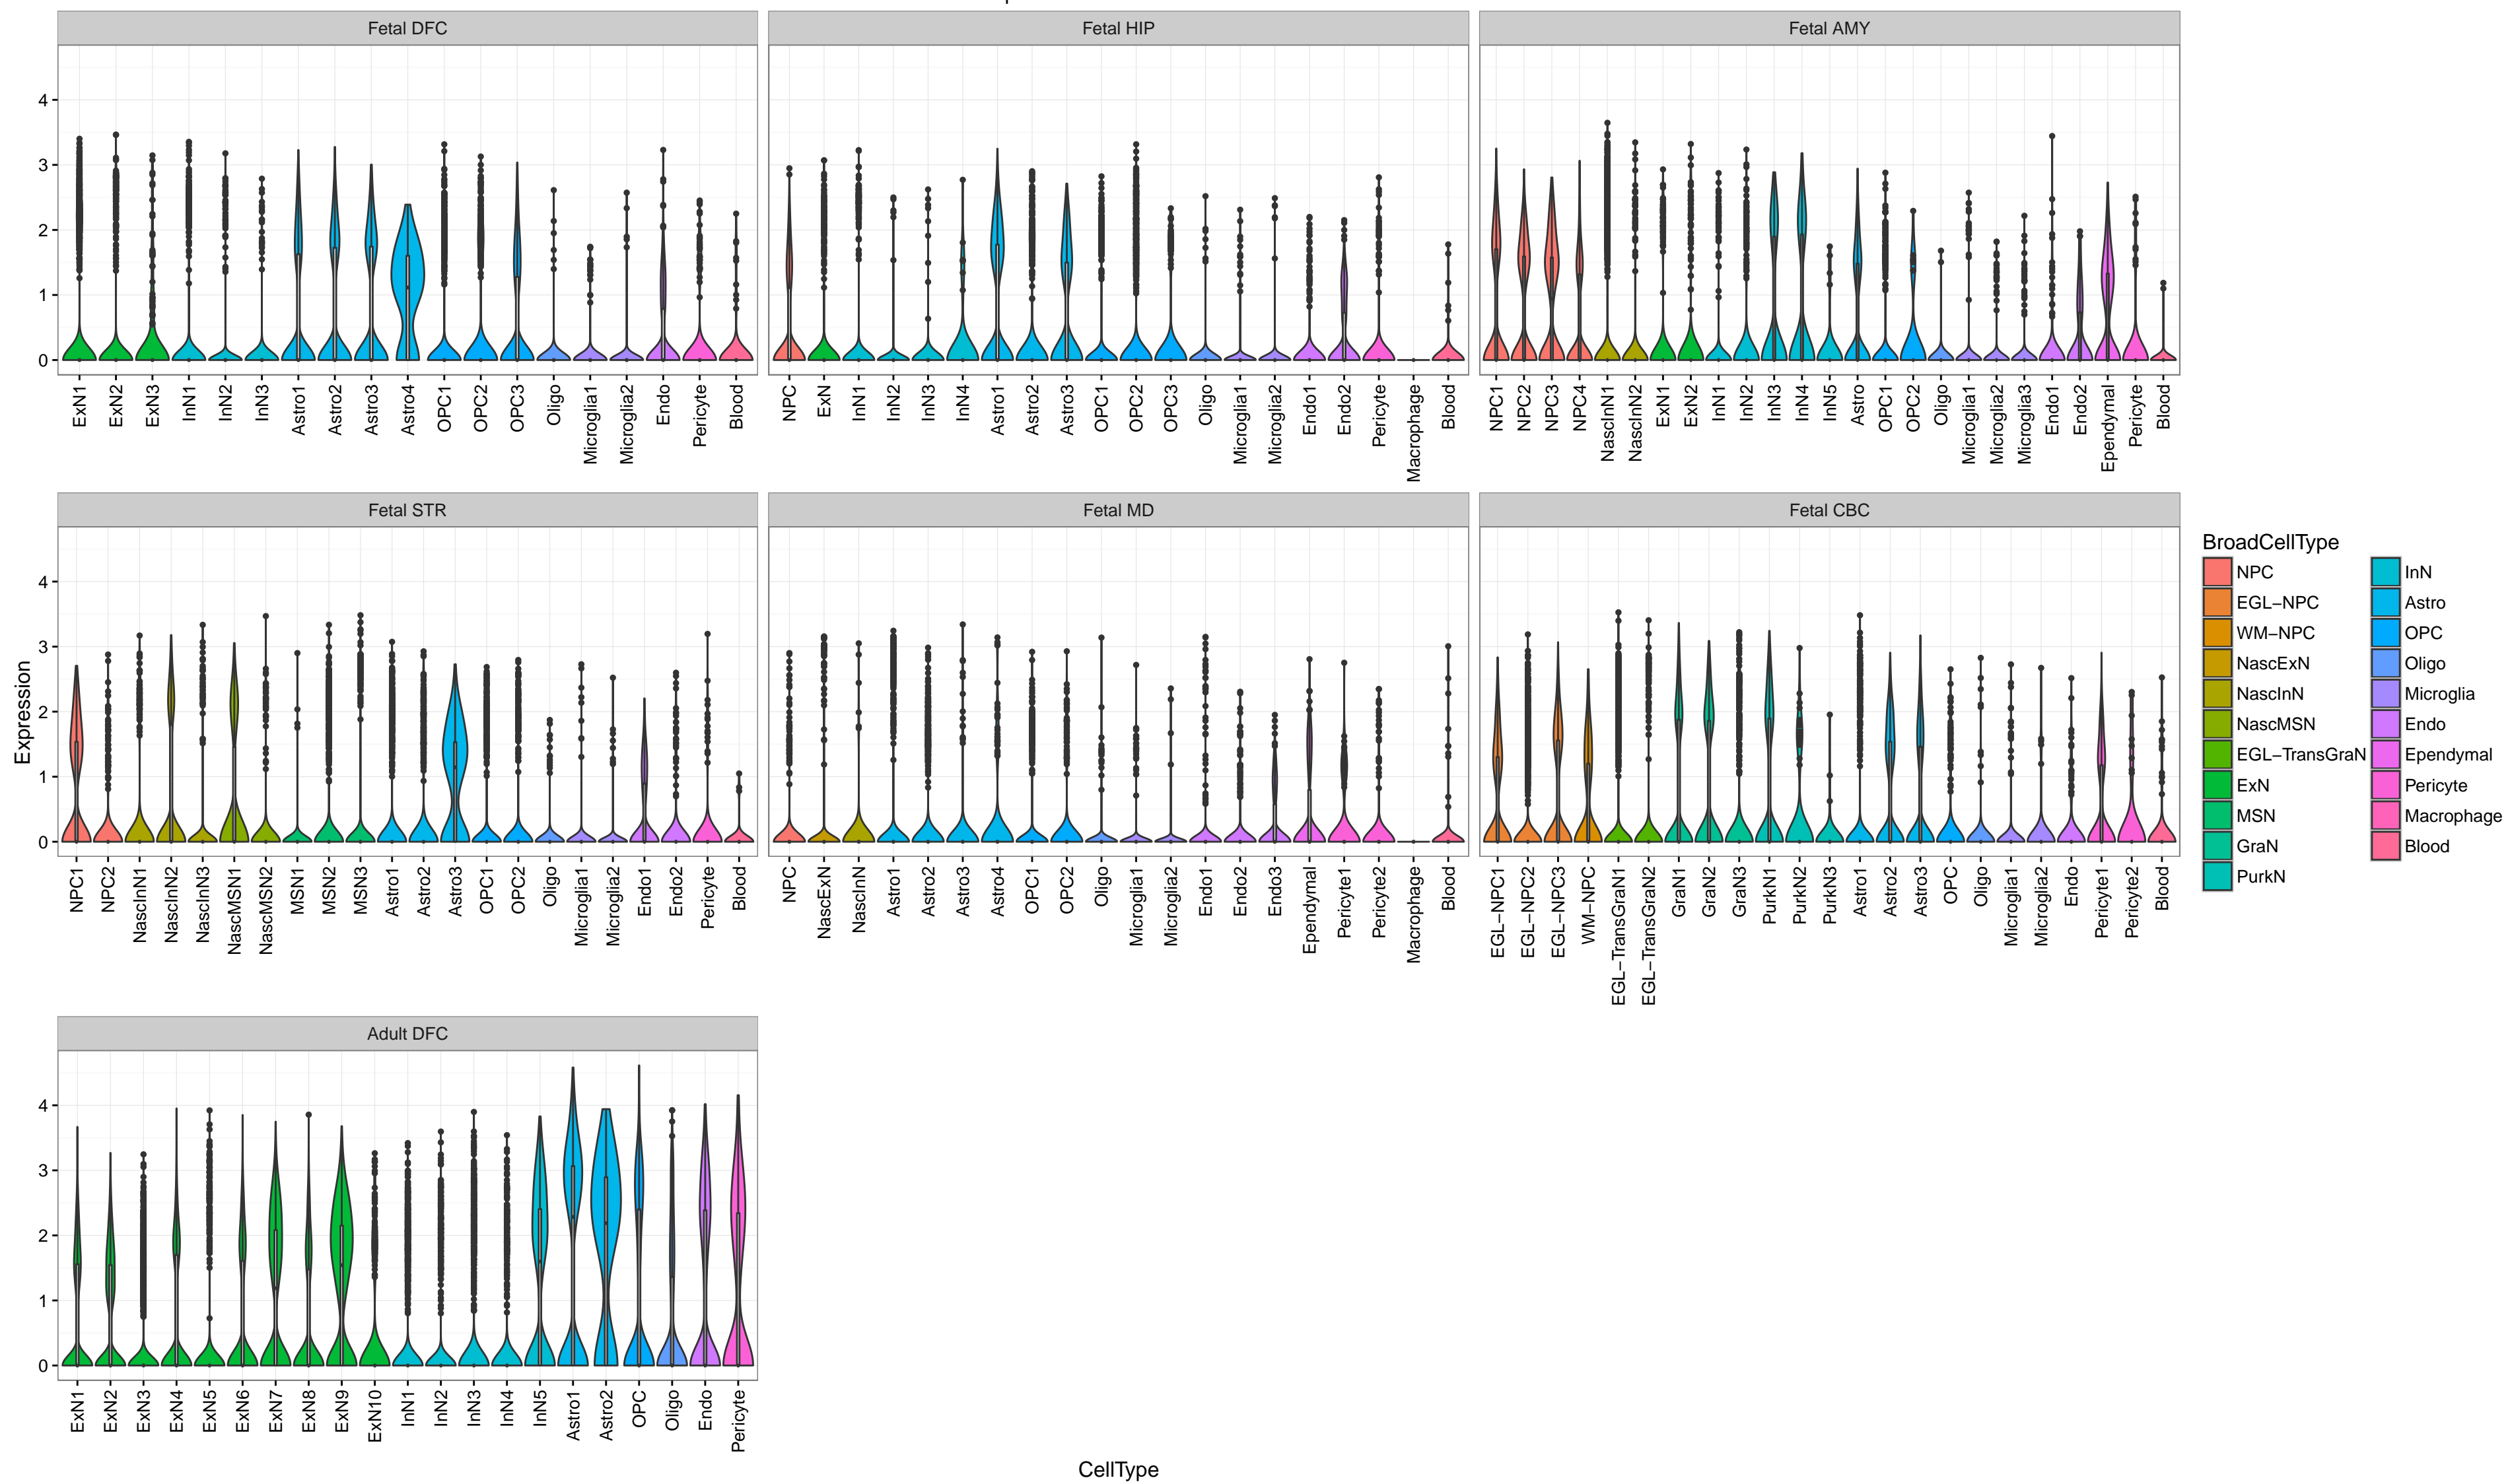 Fetal DFC
Fetal HIP
Fetal AMY
4
3
2
1
0
ExN1 ExN2 ExN3 InN1 InN2 InN3 Astro1 Astro2 Astro3 Astro4 OPC1 OPC2 OPC3 Oligo Microglia1 Microglia2 Endo Pericyte Blood
NPC ExN InN1 InN2 InN3 InN4 Astro1 Astro2 Astro3 OPC1 OPC2 OPC3 Oligo Microglia1 Microglia2 Endo1 Endo2 Pericyte Macrophage Blood
NPC1 NPC2 NPC3 NPC4 NascInN1 NascInN2 ExN1 ExN2 InN1 InN2 InN3 InN4 InN5 Astro OPC1 OPC2 Oligo Microglia1 Microglia2 Microglia3 Endo1 Endo2 Ependymal Pericyte Blood
Fetal STR
Fetal MD
Fetal CBC
Expression
4
3
2
1
0
NPC1 NPC2 NascInN1 NascInN2 NascInN3 NascMSN1 NascMSN2 MSN1 MSN2 MSN3 Astro1 Astro2 Astro3 OPC1 OPC2 Oligo Microglia1 Microglia2 Endo1 Endo2 Pericyte Blood
NPC NascExN NascInN Astro1 Astro2 Astro3 Astro4 OPC1 OPC2 Oligo Microglia1 Microglia2 Endo1 Endo2 Endo3 Ependymal Pericyte1 Pericyte2 Macrophage Blood
EGL−NPC1 EGL−NPC2 EGL−NPC3 WM−NPC EGL−TransGraN1 EGL−TransGraN2 GraN1 GraN2 GraN3 PurkN1 PurkN2 PurkN3 Astro1 Astro2 Astro3 OPC Oligo Microglia1 Microglia2 Endo Pericyte1 Pericyte2 Blood
BroadCellType
NPC
EGL−NPC
WM−NPC
NascExN
NascInN
NascMSN
EGL−TransGraN
ExN
MSN
GraN
PurkN
InN
Astro
OPC
Oligo
Microglia
Endo
Ependymal
Pericyte
Macrophage
Blood
Adult DFC
4
3
2
1
0
ExN1 ExN2 ExN3 ExN4 ExN5 ExN6 ExN7 ExN8 ExN9 ExN10 InN1 InN2 InN3 InN4 InN5 Astro1 Astro2 OPC Oligo Endo Pericyte
CellType